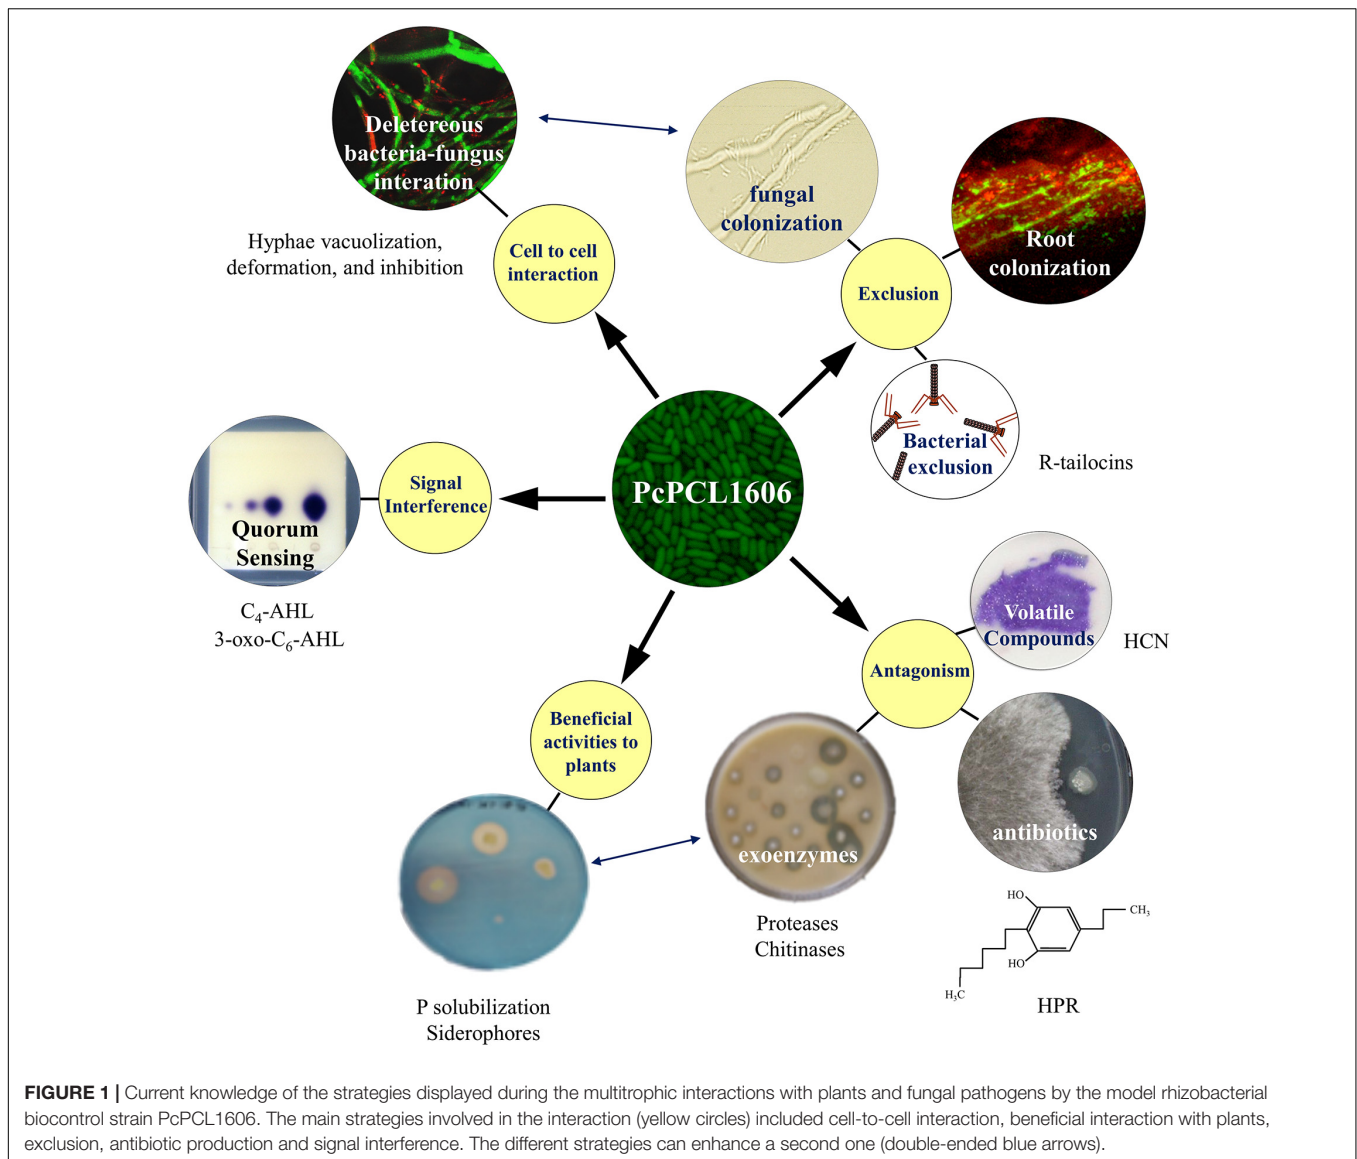 Deletereous
bacteria-fungus
interation
fungal
colonization
Root
colonization
Hyphae vacuolization,
deformation, and inhibition
Cell to cell
interaction
Exclusion
Bacterial
exclusion
R-tailocins
PcPCL1606
Signal
Interference
Quorum
Sensing
C4-AHL
3-oxo-C6-AHL
Volatile
Compounds
HCN
Antagonism
Beneficial
activities to
plants
exoenzymes
antibiotics
Proteases
Chitinases
HO
CH3
HO
H3C
HPR
P solubilization
Siderophores
FIGURE 1 | Current knowledge of the strategies displayed during the multitrophic interactions with plants and fungal pathogens by the model rhizobacterial
biocontrol strain PcPCL1606. The main strategies involved in the interaction (yellow circles) included cell-to-cell interaction, beneficial interaction with plants,
exclusion, antibiotic production and signal interference. The different strategies can enhance a second one (double-ended blue arrows).